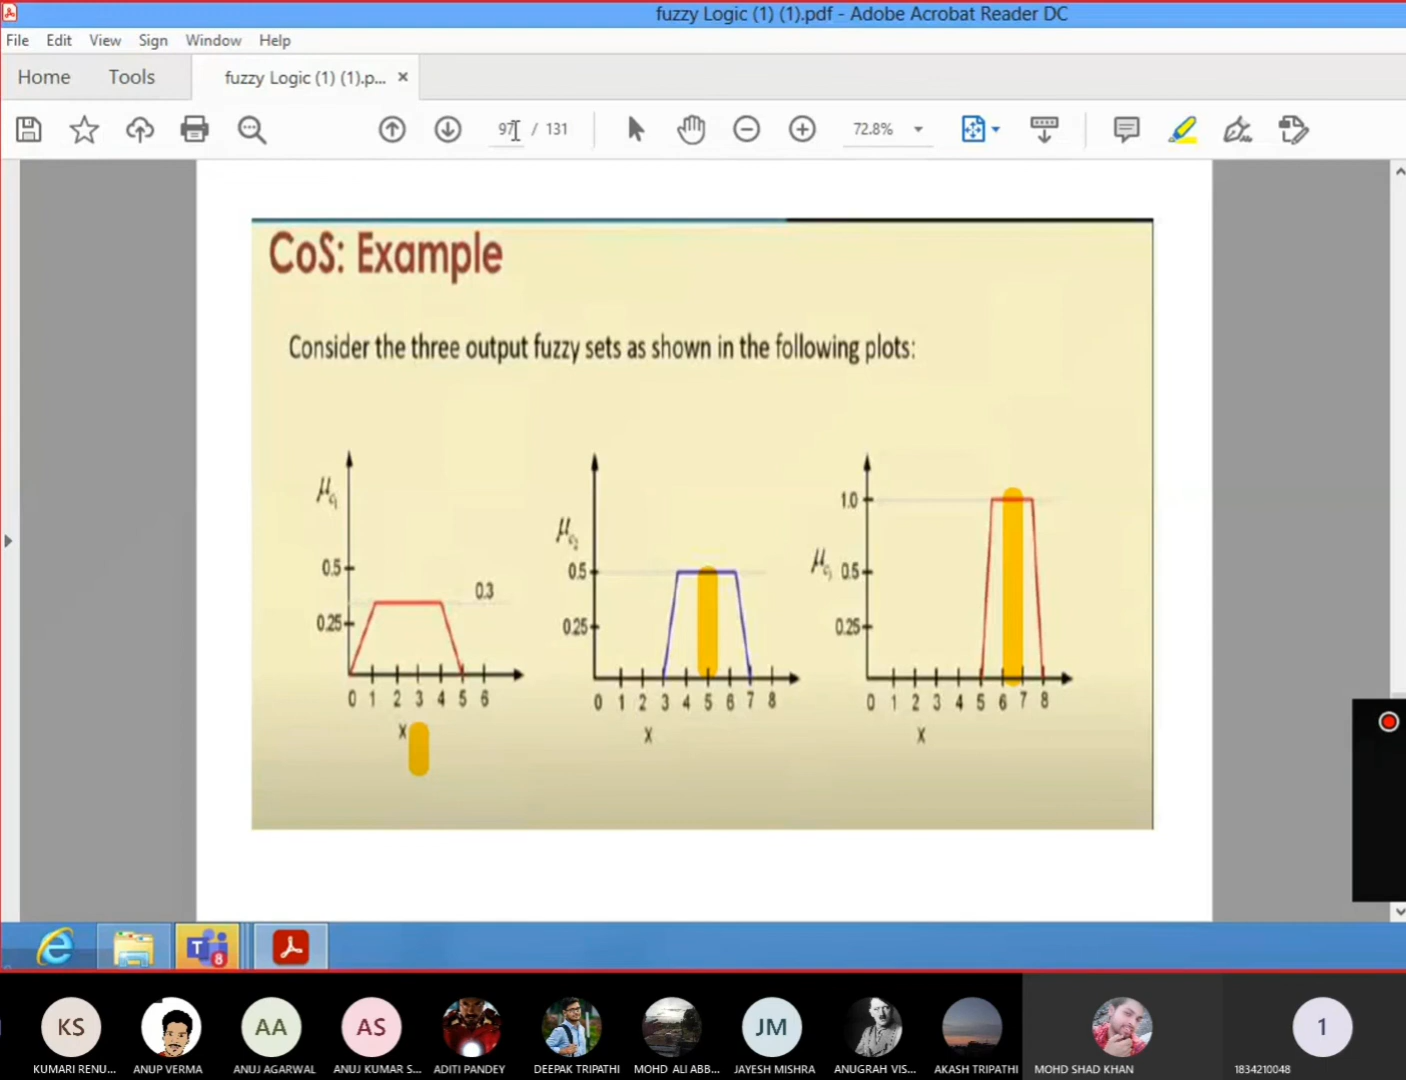 fuzzy Logic (1) (1).pdf - Adobe Acrobat Reader DC
File Edit View Sign Window Help
Home Tools fuzzy Logic (1) (1).p... ×
97 / 131 72.8%
CoS: Example
Consider the three output fuzzy sets as shown in the following plots:
μc1
0.5
0.25
0.3
0 1 2 3 4 5 6
x
μc2
0.5
0.25
0 1 2 3 4 5 6 7 8
x
μc
1.0
0.5
0.25
0 1 2 3 4 5 6 7 8
x
T 8
KS AA AS JM 1
KUMARI RENU... ANUP VERMA ANUJ AGARWAL ANUJ KUMAR S... ADITI PANDEY DEEPAK TRIPATHI MOHD ALI ABB... JAYESH MISHRA ANUGRAH VIS... AKASH TRIPATHI MOHD SHAD KHAN 1834210048